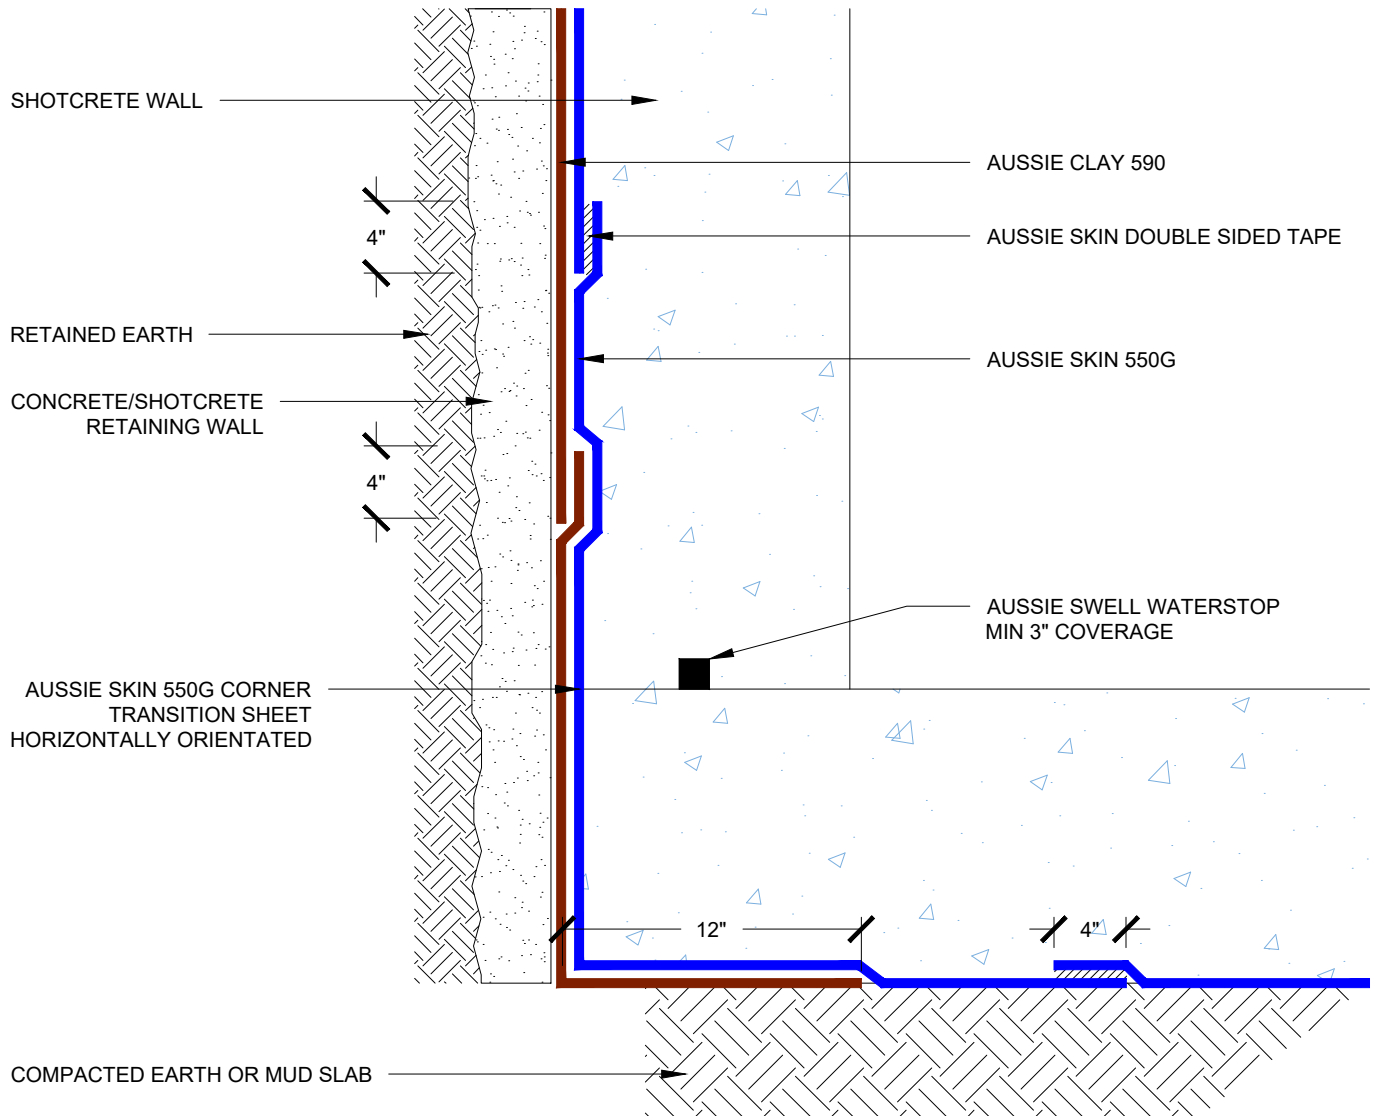 SHOTCRETE WALL
AUSSIE CLAY 590
4"
AUSSIE SKIN DOUBLE SIDED TAPE
RETAINED EARTH
AUSSIE SKIN 550G
CONCRETE/SHOTCRETE
RETAINING WALL
4"
AUSSIE SWELL WATERSTOP
MIN 3" COVERAGE
AUSSIE SKIN 550G CORNER
TRANSITION SHEET
HORIZONTALLY ORIENTATED
12"
4"
COMPACTED EARTH OR MUD SLAB